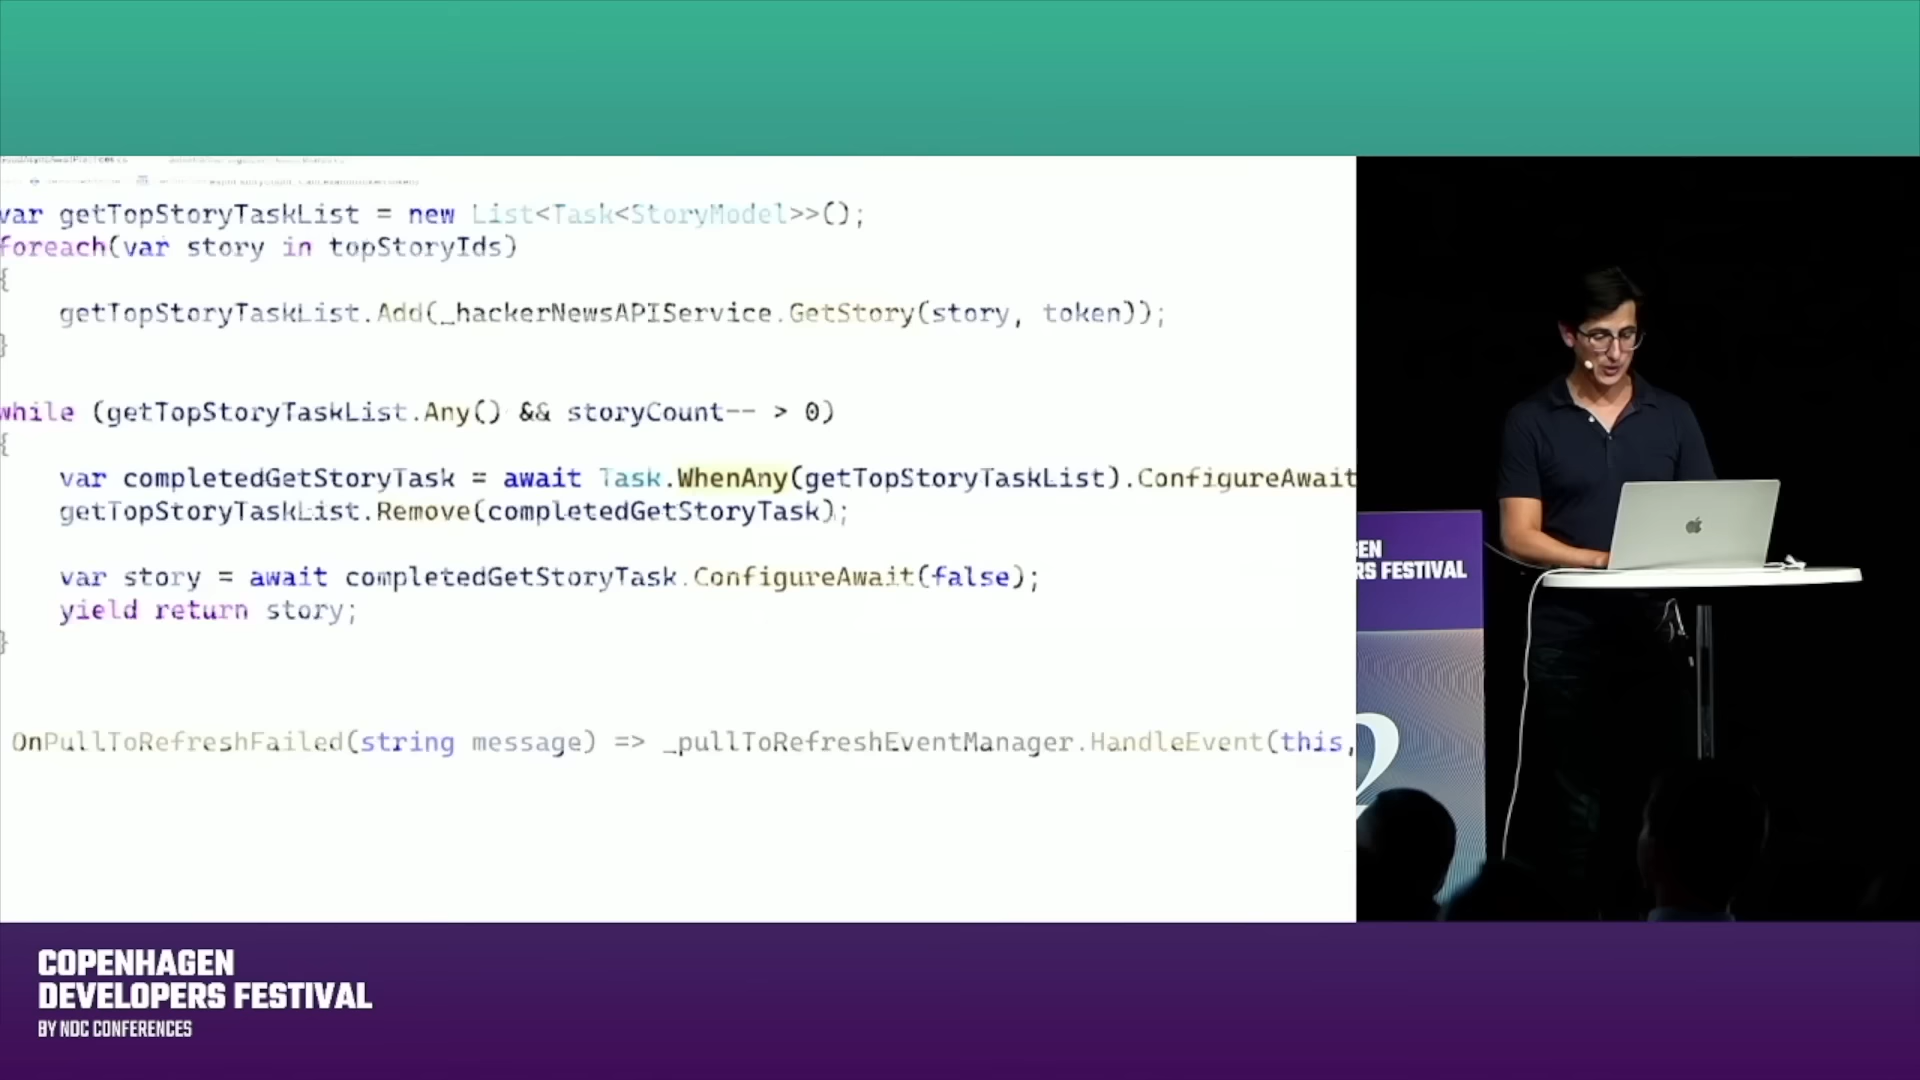 var getTopStoryTaskList = new List<Task<StoryModel>>();
foreach(var story in topStoryIds)
{
getTopStoryTaskList.Add(_hackerNewsAPIService.GetStory(story, token));
}
while (getTopStoryTaskList.Any() && storyCount-- > 0)
{
var completedGetStoryTask = await Task.WhenAny(getTopStoryTaskList).ConfigureAwait
getTopStoryTaskList.Remove(completedGetStoryTask);
var story = await completedGetStoryTask.ConfigureAwait(false);
yield return story;
}
OnPullToRefreshFailed(string message) => _pullToRefreshEventManager.HandleEvent(this,
EN
RS FESTIVAL
2
COPENHAGEN
DEVELOPERS FESTIVAL
BY NDC CONFERENCES